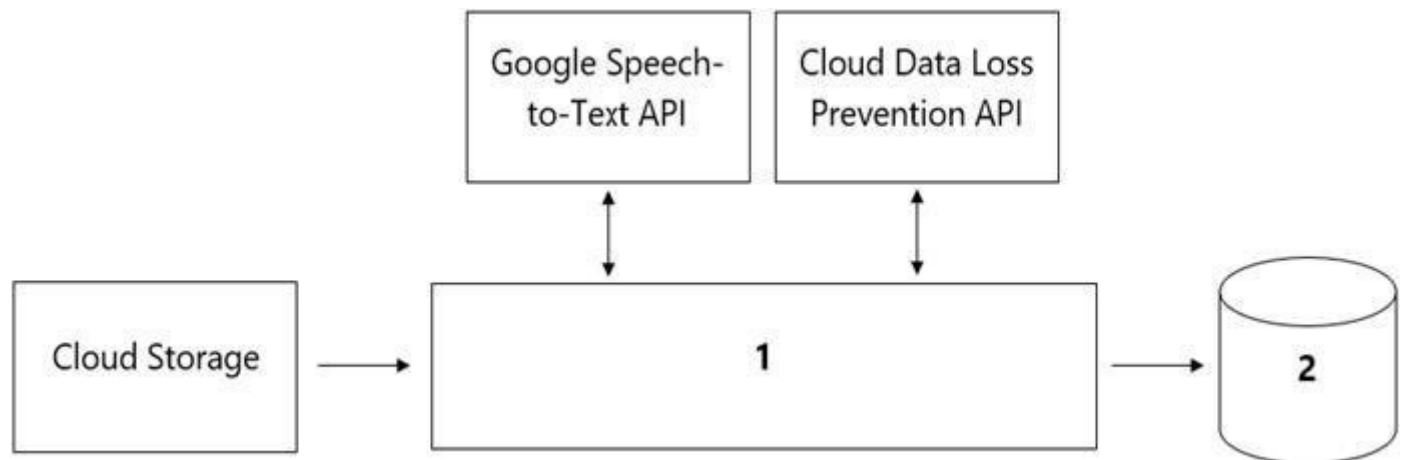 Google Speech-
to-Text API
Cloud Data Loss
Prevention API
Cloud Storage
1
2